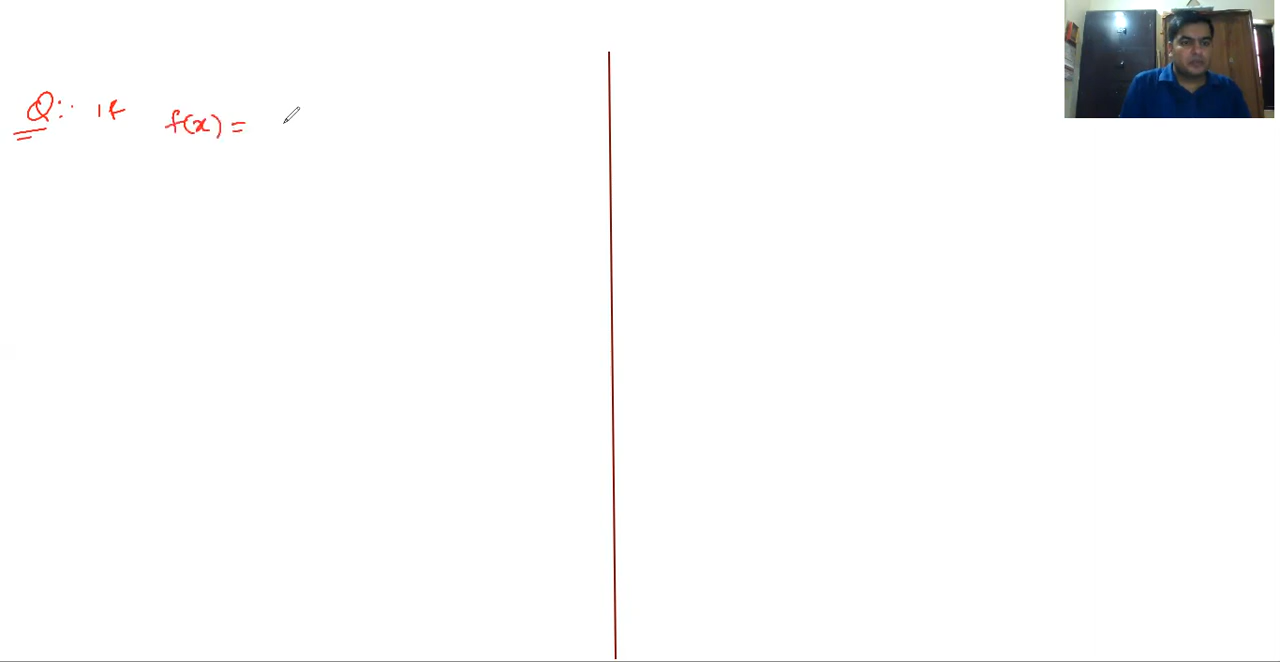 Q:- If f(x) =